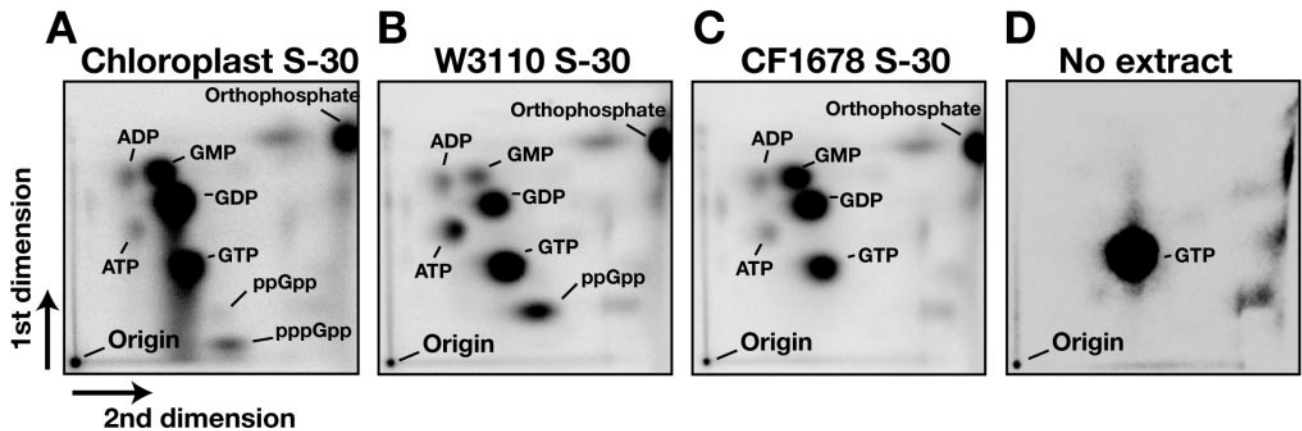 A
Chloroplast S-30
Orthophosphate
ADP
GMP
GDP
GTP
ATP
ppGpp
pppGpp
Origin
B
W3110 S-30
Orthophosphate
ADP
GMP
GDP
GTP
ATP
ppGpp
Origin
C
CF1678 S-30
Orthophosphate
ADP
GMP
GDP
GTP
ATP
Origin
D
No extract
GTP
Origin
1st dimension
2nd dimension